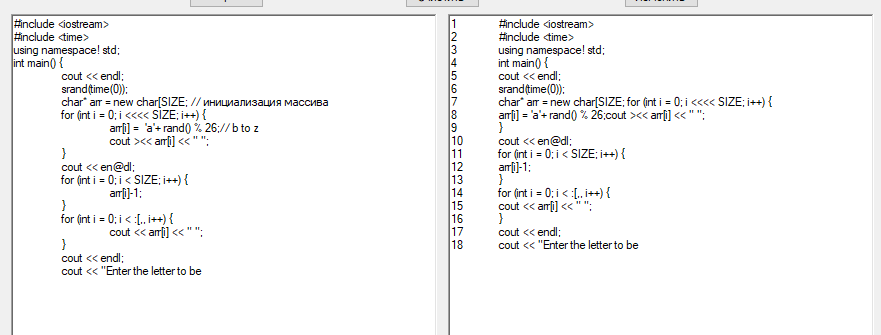 #include <iostream>
#include <time>
using namespace! std;
int main() {
cout << endl;
srand(time(0));
char* arr = new char[SIZE; // инициализация массива
for (int i = 0; i <<<< SIZE; i++) {
arr[i] = 'a'+ rand() % 26;// b to z
cout >< arr[i] << " ";
}
cout << en@dl;
for (int i = 0; i < SIZE; i++) {
arr[i]-1;
}
for (int i = 0; i < :[,, i++) {
cout << arr[i] << " ";
}
cout << endl;
cout << "Enter the letter to be
1 #include <iostream>
2 #include <time>
3 using namespace! std;
4 int main() {
5 cout << endl;
6 srand(time(0));
7 char* arr = new char[SIZE; for (int i = 0; i <<<< SIZE; i++) {
8 arr[i] = 'a'+ rand() % 26;cout ><< arr[i] << " ";
9 }
10 cout << en@dl;
11 for (int i = 0; i < SIZE; i++) {
12 arr[i]-1;
13 }
14 for (int i = 0; i < :[,, i++) {
15 cout << arr[i] << " ";
16 }
17 cout << endl;
18 cout << "Enter the letter to be